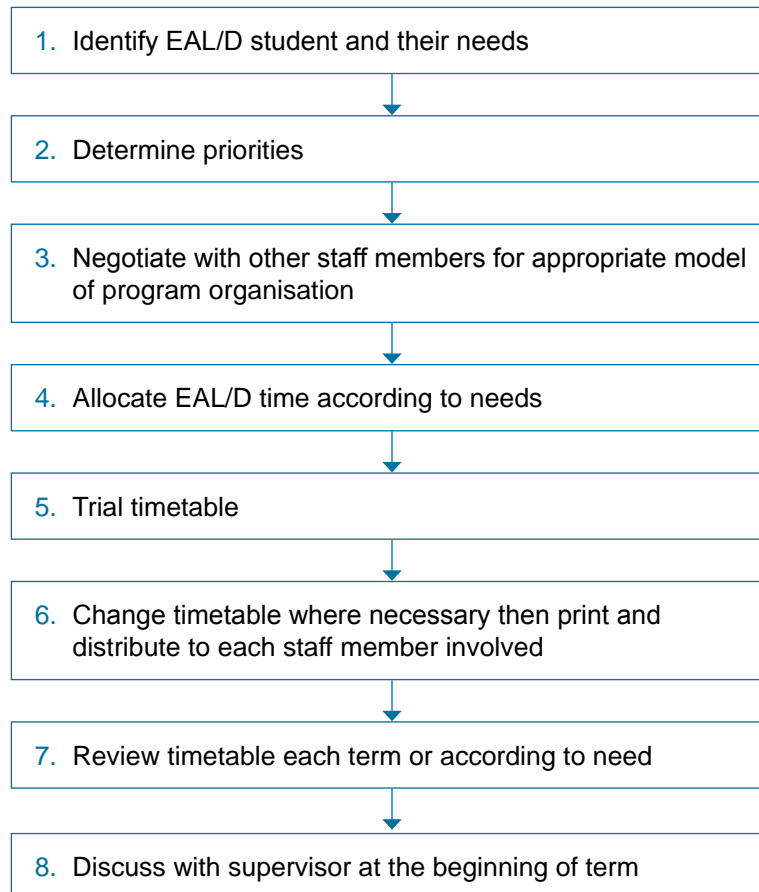 1. Identify EAL/D student and their needs
2. Determine priorities
3. Negotiate with other staff members for appropriate model
of program organisation
4. Allocate EAL/D time according to needs
5. Trial timetable
6. Change timetable where necessary then print and
distribute to each staff member involved
7. Review timetable each term or according to need
8. Discuss with supervisor at the beginning of term